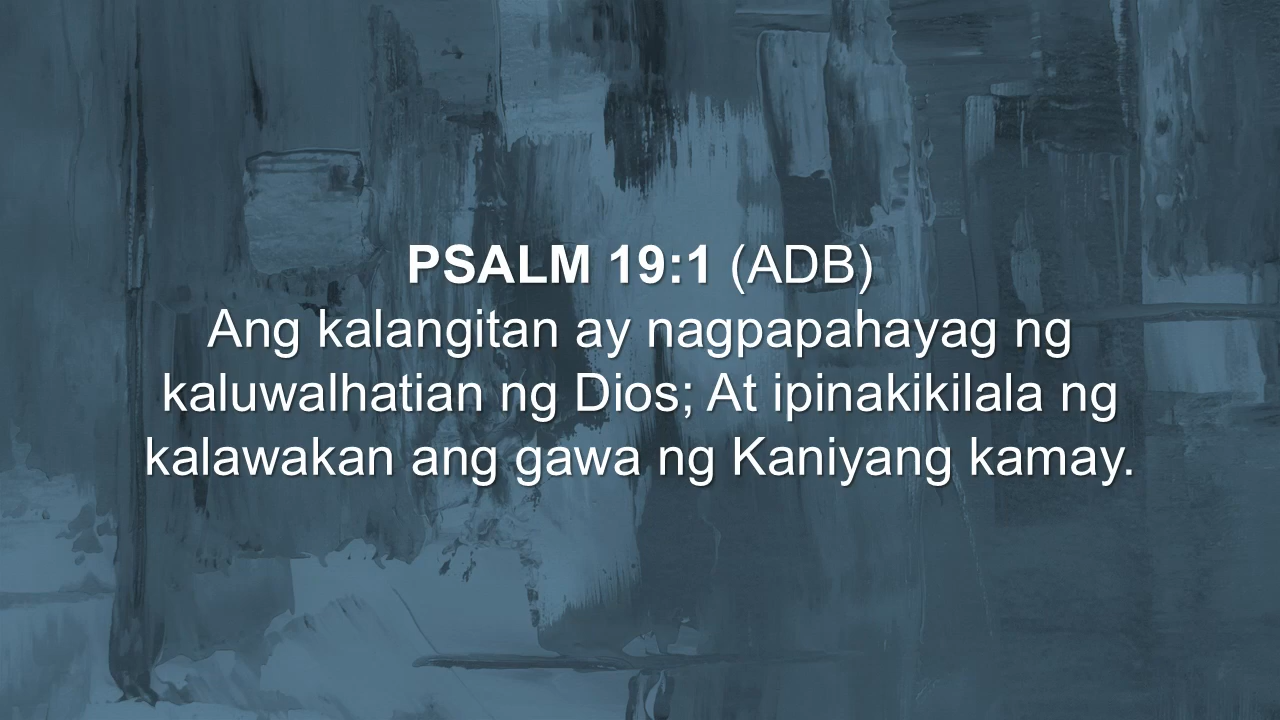 PSALM 19:1 (ADB)
Ang kalangitan ay nagpapahayag ng
kaluwalhatian ng Dios; At ipinakikilala ng
kalawakan ang gawa ng Kaniyang kamay.